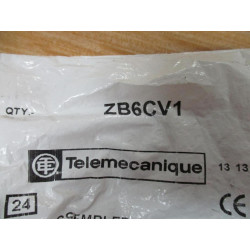 QTY.
ZB6CV1
Telemecanique
13 13
24
CE